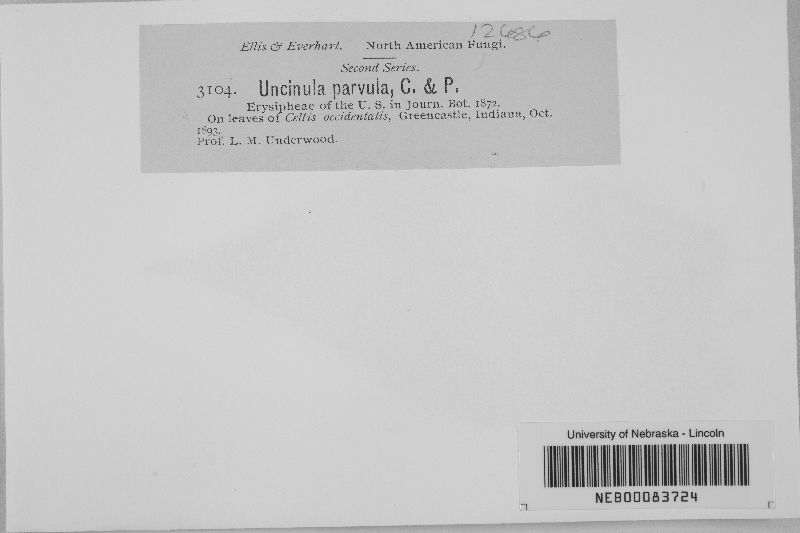 12686
Ellis & Everhart. North American Fungi.
Second Series.
3104. Uncinula parvula, C. & P.
Erysipheae of the U. S. in Journ. Bot. 1872.
On leaves of Celtis occidentalis, Greencastle, Indiana, Oct.
1893.
Prof. L. M. Underwood.
University of Nebraska - Lincoln
NEB00083724